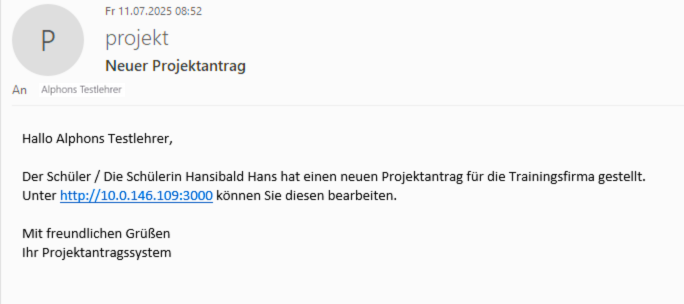 Fr 11.07.2025 08:52
P
projekt
Neuer Projektantrag
An Alphons Testlehrer
Hallo Alphons Testlehrer,
Der Schüler / Die Schülerin Hansibald Hans hat einen neuen Projektantrag für die Trainingsfirma gestellt.
Unter http://10.0.146.109:3000 können Sie diesen bearbeiten.
Mit freundlichen Grüßen
Ihr Projektantragssystem